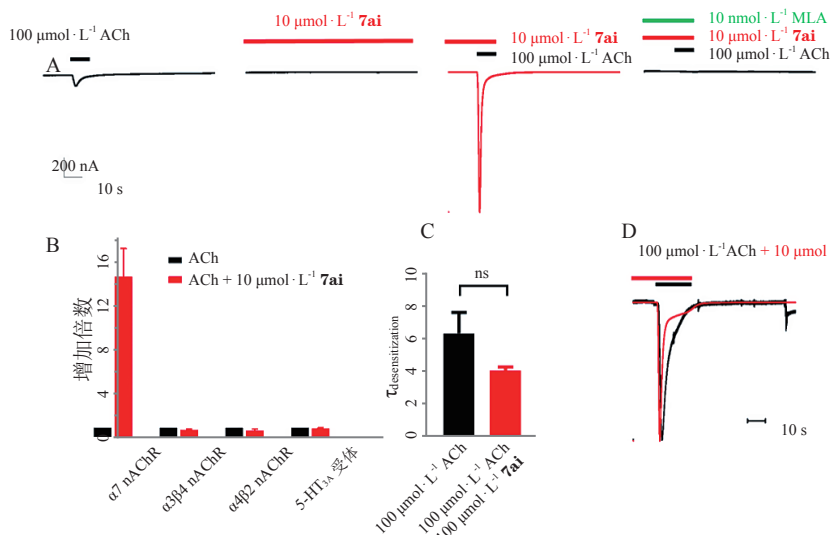 100 μmol·L⁻¹ ACh
10 μmol·L⁻¹ 7ai
10 μmol·L⁻¹ 7ai
100 μmol·L⁻¹ ACh
10 nmol·L⁻¹ MLA
10 μmol·L⁻¹ 7ai
100 μmol·L⁻¹ ACh
A
200 nA
10 s
B
ACh
ACh + 10 μmol·L⁻¹ 7ai
增加倍数
16
12
8
4
0
α7 nAChR
α3β4 nAChR
α4β2 nAChR
5-HT₃A 受体
C
ns
τdesensitization
10
8
6
4
2
0
100 μmol·L⁻¹ ACh
100 μmol·L⁻¹ ACh
100 μmol·L⁻¹ 7ai
D
100 μmol·L⁻¹ACh + 10 μmol
10 s